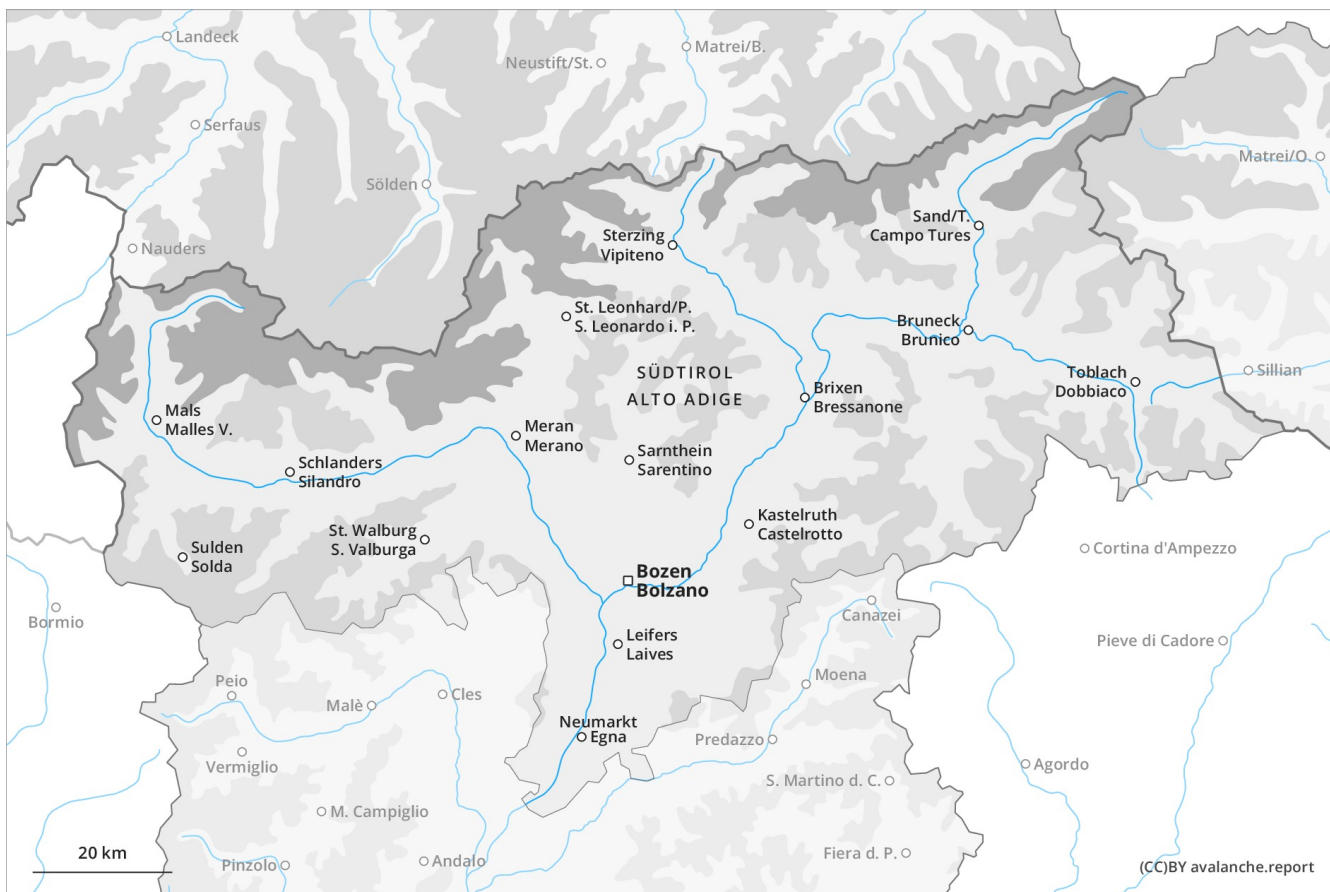 Landeck
Matrei/B.
Neustift/St.
Serfaus
Matrei/O.
Sölden
Sand/T.
Campo Tures
Nauders
Sterzing
Vipiteno
St. Leonhard/P.
S. Leonardo i. P.
Bruneck
Brunico
SÜDTIROL
ALTO ADIGE
Toblach
Dobbiaco
Sillian
Brixen
Bressanone
Mals
Malles V.
Meran
Merano
Sarnthein
Sarentino
Schlanders
Silandro
Kastelruth
Castelrotto
St. Walburg
S. Valburga
Sulden
Solda
Cortina d'Ampezzo
Bozen
Bolzano
Bormio
Canazei
Leifers
Laives
Pieve di Cadore
Peio
Malè
Cles
Moena
Neumarkt
Egna
Predazzo
Vermiglio
Agordo
S. Martino d. C.
M. Campiglio
20 km
Pinzolo
Andalo
Fiera d. P.
(CC)BY avalanche.report